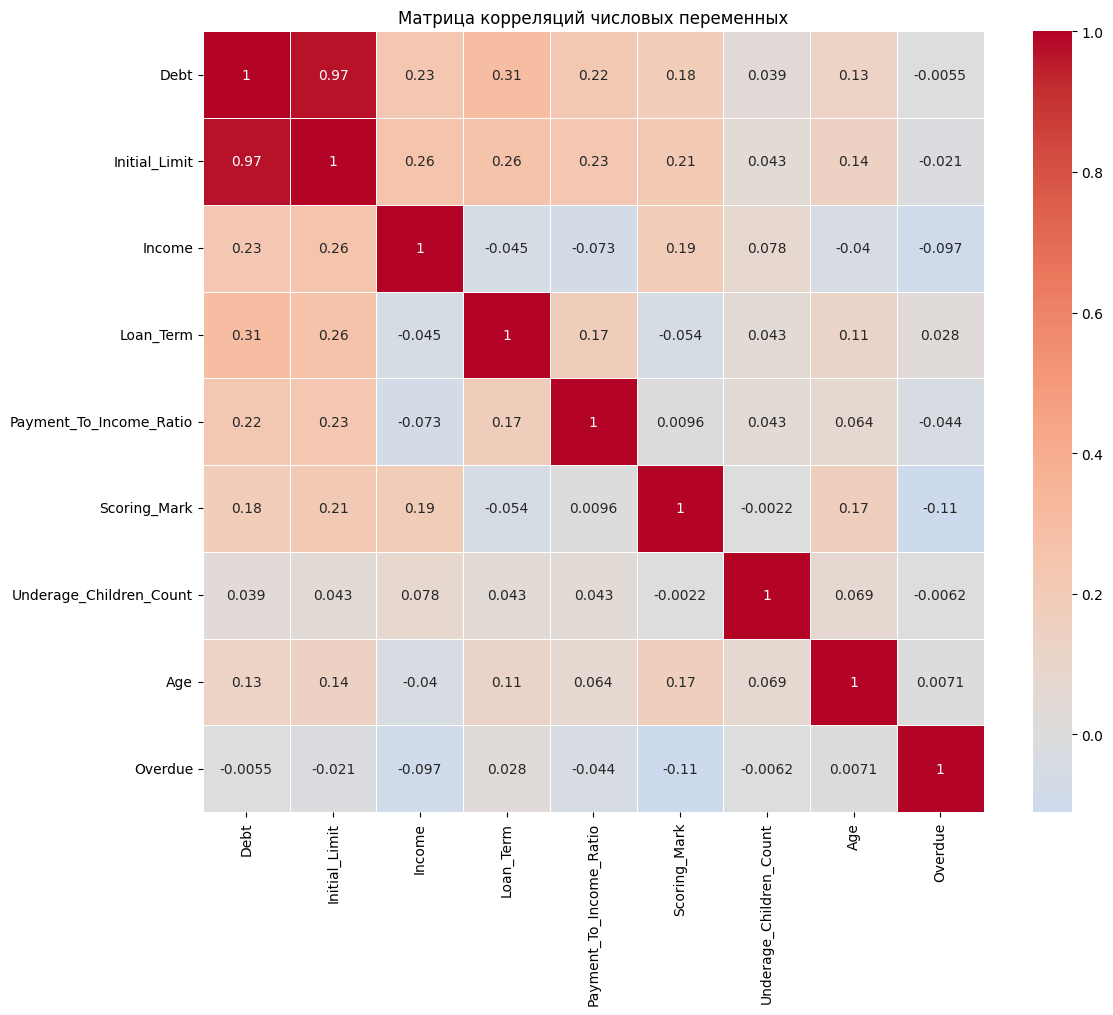 Матрица корреляций числовых переменных
Debt 1 0.97 0.23 0.31 0.22 0.18 0.039 0.13 -0.0055
Initial_Limit 0.97 1 0.26 0.26 0.23 0.21 0.043 0.14 -0.021
Income 0.23 0.26 1 -0.045 -0.073 0.19 0.078 -0.04 -0.097
Loan_Term 0.31 0.26 -0.045 1 0.17 -0.054 0.043 0.11 0.028
Payment_To_Income_Ratio 0.22 0.23 -0.073 0.17 1 0.0096 0.043 0.064 -0.044
Scoring_Mark 0.18 0.21 0.19 -0.054 0.0096 1 -0.0022 0.17 -0.11
Underage_Children_Count 0.039 0.043 0.078 0.043 0.043 -0.0022 1 0.069 -0.0062
Age 0.13 0.14 -0.04 0.11 0.064 0.17 0.069 1 0.0071
Overdue -0.0055 -0.021 -0.097 0.028 -0.044 -0.11 -0.0062 0.0071 1
Debt
Initial_Limit
Income
Loan_Term
Payment_To_Income_Ratio
Scoring_Mark
Underage_Children_Count
Age
Overdue
1.0
0.8
0.6
0.4
0.2
0.0